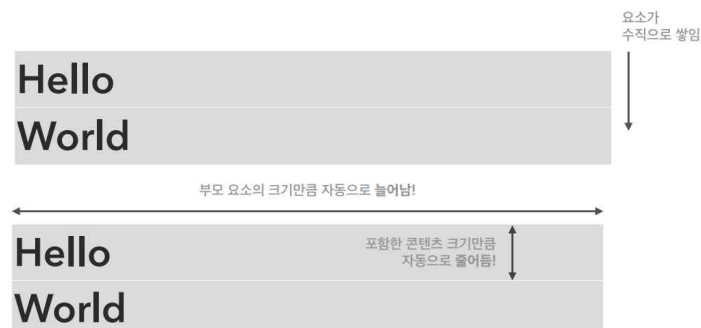 요소가
수직으로 쌓임
Hello
World
부모 요소의 크기만큼 자동으로 늘어남!
Hello
포함한 콘텐츠 크기만큼
자동으로 줄어듬!
World